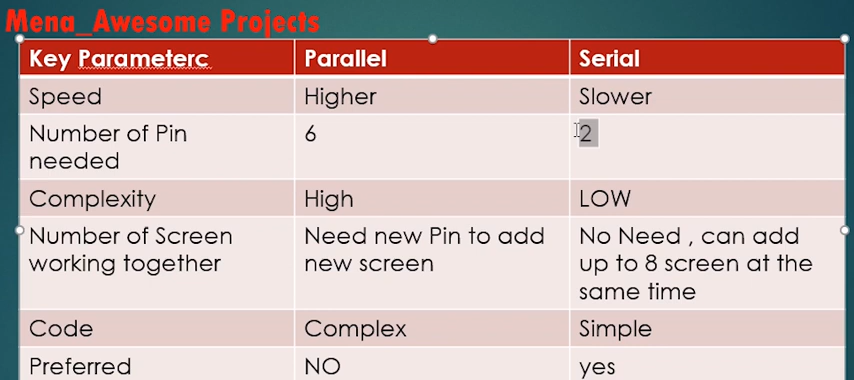 Mena_Awesome Projects
Key Parameterc Parallel Serial
Speed Higher Slower
Number of Pin needed 6 2
Complexity High LOW
Number of Screen working together Need new Pin to add new screen No Need , can add up to 8 screen at the same time
Code Complex Simple
Preferred NO yes